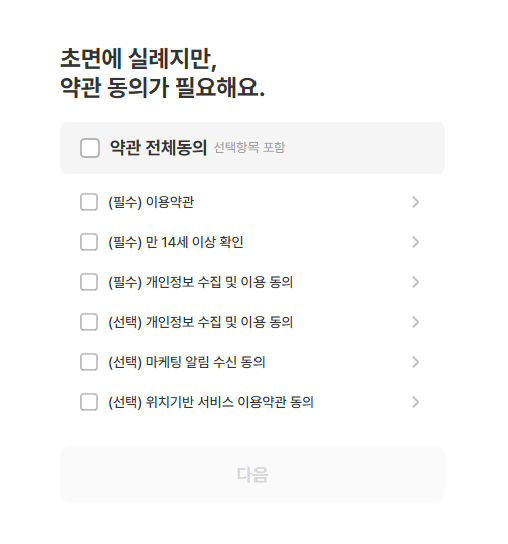 초면에 실례지만,
약관 동의가 필요해요.
약관 전체동의 선택항목 포함
(필수) 이용약관
(필수) 만 14세 이상 확인
(필수) 개인정보 수집 및 이용 동의
(선택) 개인정보 수집 및 이용 동의
(선택) 마케팅 알림 수신 동의
(선택) 위치기반 서비스 이용약관 동의
다음